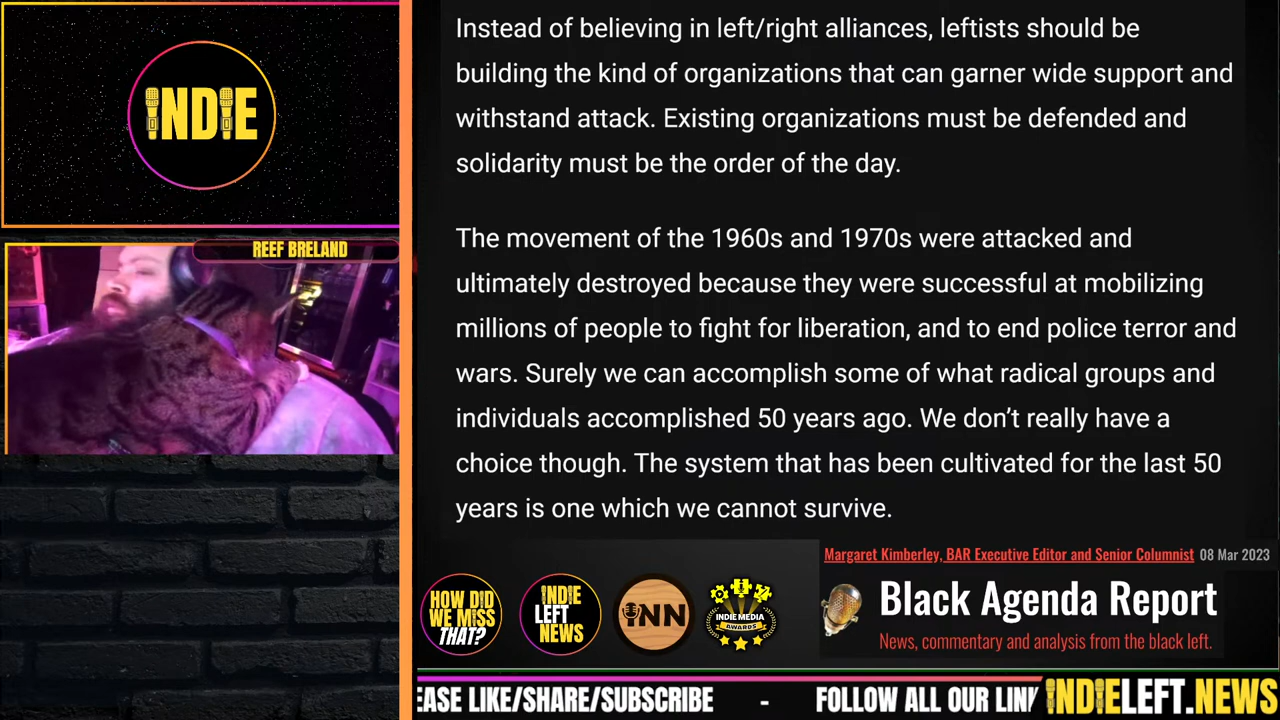 INDIE
REEF BRELAND
Instead of believing in left/right alliances, leftists should be
building the kind of organizations that can garner wide support and
withstand attack. Existing organizations must be defended and
solidarity must be the order of the day.
The movement of the 1960s and 1970s were attacked and
ultimately destroyed because they were successful at mobilizing
millions of people to fight for liberation, and to end police terror and
wars. Surely we can accomplish some of what radical groups and
individuals accomplished 50 years ago. We don’t really have a
choice though. The system that has been cultivated for the last 50
years is one which we cannot survive.
Margaret Kimberley, BAR Executive Editor and Senior Columnist 08 Mar 2023
HOW DID
WE MISS
THAT?
INDIE
LEFT
NEWS
INN
INDIE MEDIA
AWARDS
Black Agenda Report
News, commentary and analysis from the black left.
EASE LIKE/SHARE/SUBSCRIBE - FOLLOW ALL OUR LINK
INDIELEFT.NEWS